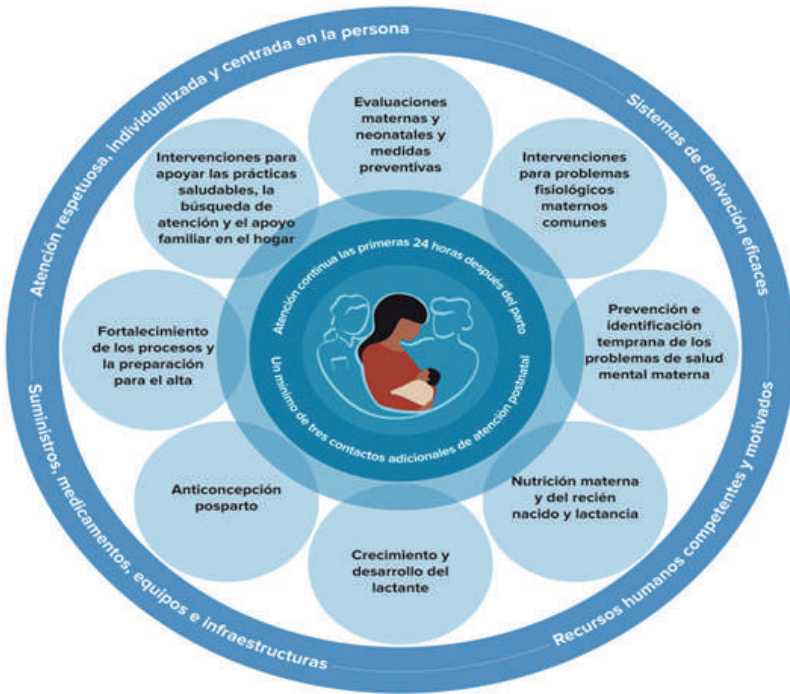 Atención respetuosa, individualizada y centrada en la persona
Sistemas de derivación eficaces
Evaluaciones
maternas y
neonatales y
medidas
preventivas
Intervenciones
para problemas
fisiológicos
maternos
comunes
Prevención e
identificación
temprana de los
problemas de salud
mental materna
Nutrición materna
y del recién
nacido y lactancia
Crecimiento y
desarrollo del
lactante
Anticoncepción
posparto
Fortalecimiento
de los procesos y
la preparación
para el alta
Intervenciones para
apoyar las prácticas
saludables, la
búsqueda de
atención y el apoyo
familiar en el hogar
Atención continua las primeras 24 horas después del parto
Un mínimo de tres contactos adicionales de atención postnatal
Suministros, medicamentos, equipos e infraestructuras
Recursos humanos competentes y motivados